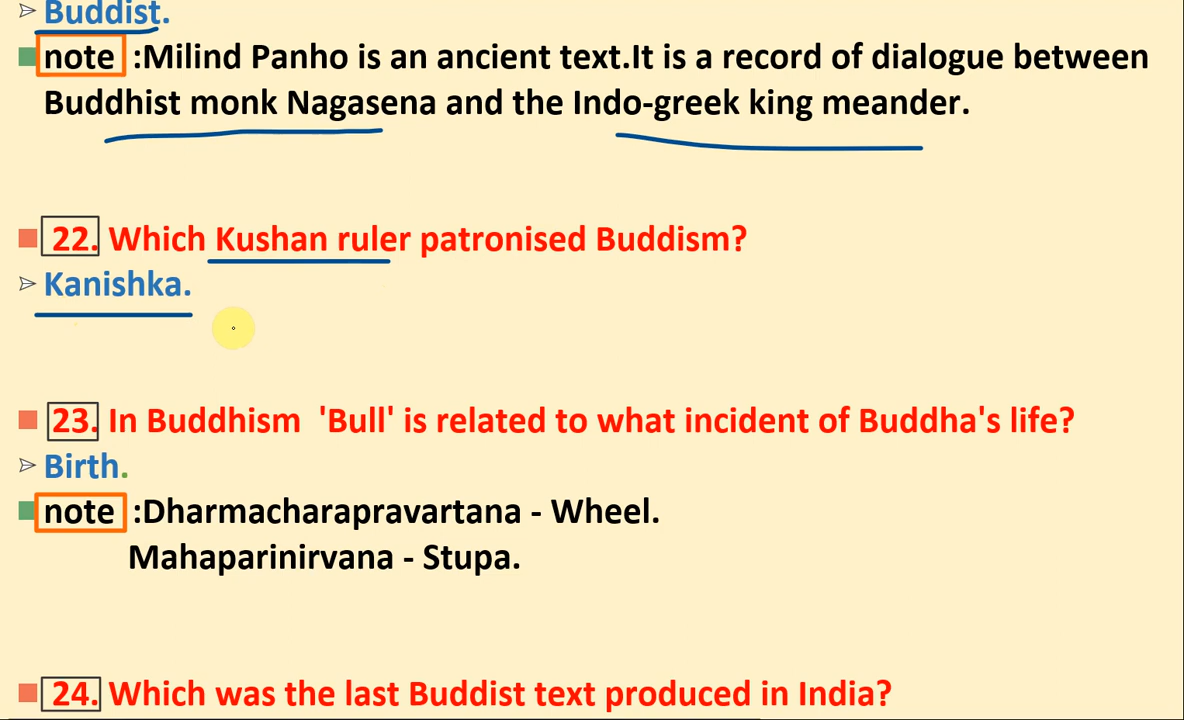 Buddist.
note :Milind Panho is an ancient text.It is a record of dialogue between
Buddhist monk Nagasena and the Indo-greek king meander.
22. Which Kushan ruler patronised Buddism?
Kanishka.
23. In Buddhism 'Bull' is related to what incident of Buddha's life?
Birth.
note :Dharmacharapravartana - Wheel.
Mahaparinirvana - Stupa.
24. Which was the last Buddist text produced in India?